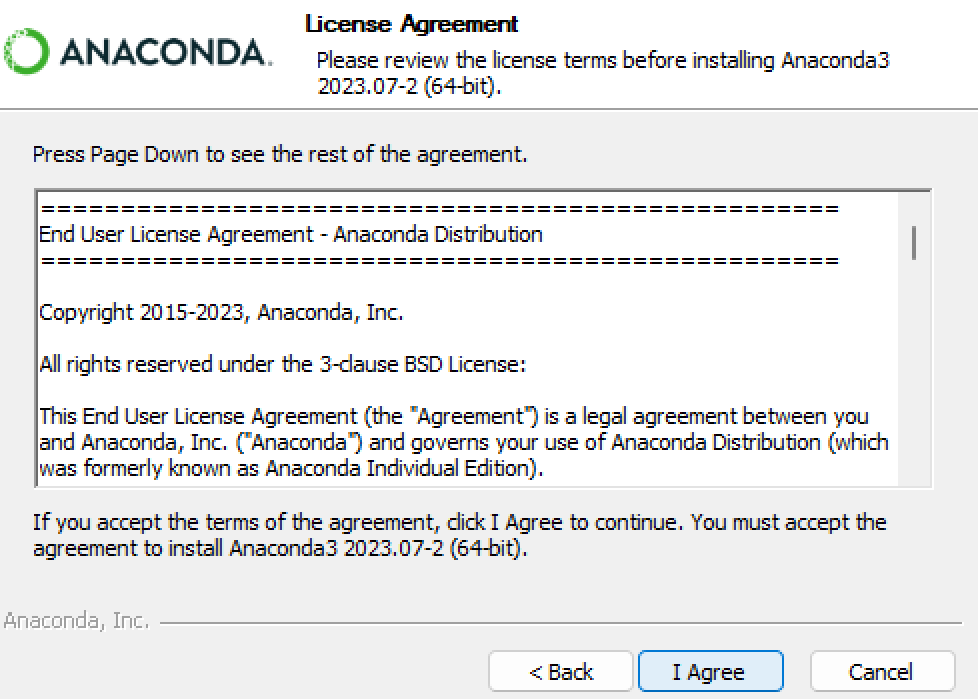 License Agreement
ANACONDA.
Please review the license terms before installing Anaconda3
2023.07-2 (64-bit).
Press Page Down to see the rest of the agreement.
==================================================
End User License Agreement - Anaconda Distribution
==================================================
Copyright 2015-2023, Anaconda, Inc.
All rights reserved under the 3-clause BSD License:
This End User License Agreement (the "Agreement") is a legal agreement between you
and Anaconda, Inc. ("Anaconda") and governs your use of Anaconda Distribution (which
was formerly known as Anaconda Individual Edition).
If you accept the terms of the agreement, click I Agree to continue. You must accept the
agreement to install Anaconda3 2023.07-2 (64-bit).
Anaconda, Inc.
< Back
I Agree
Cancel